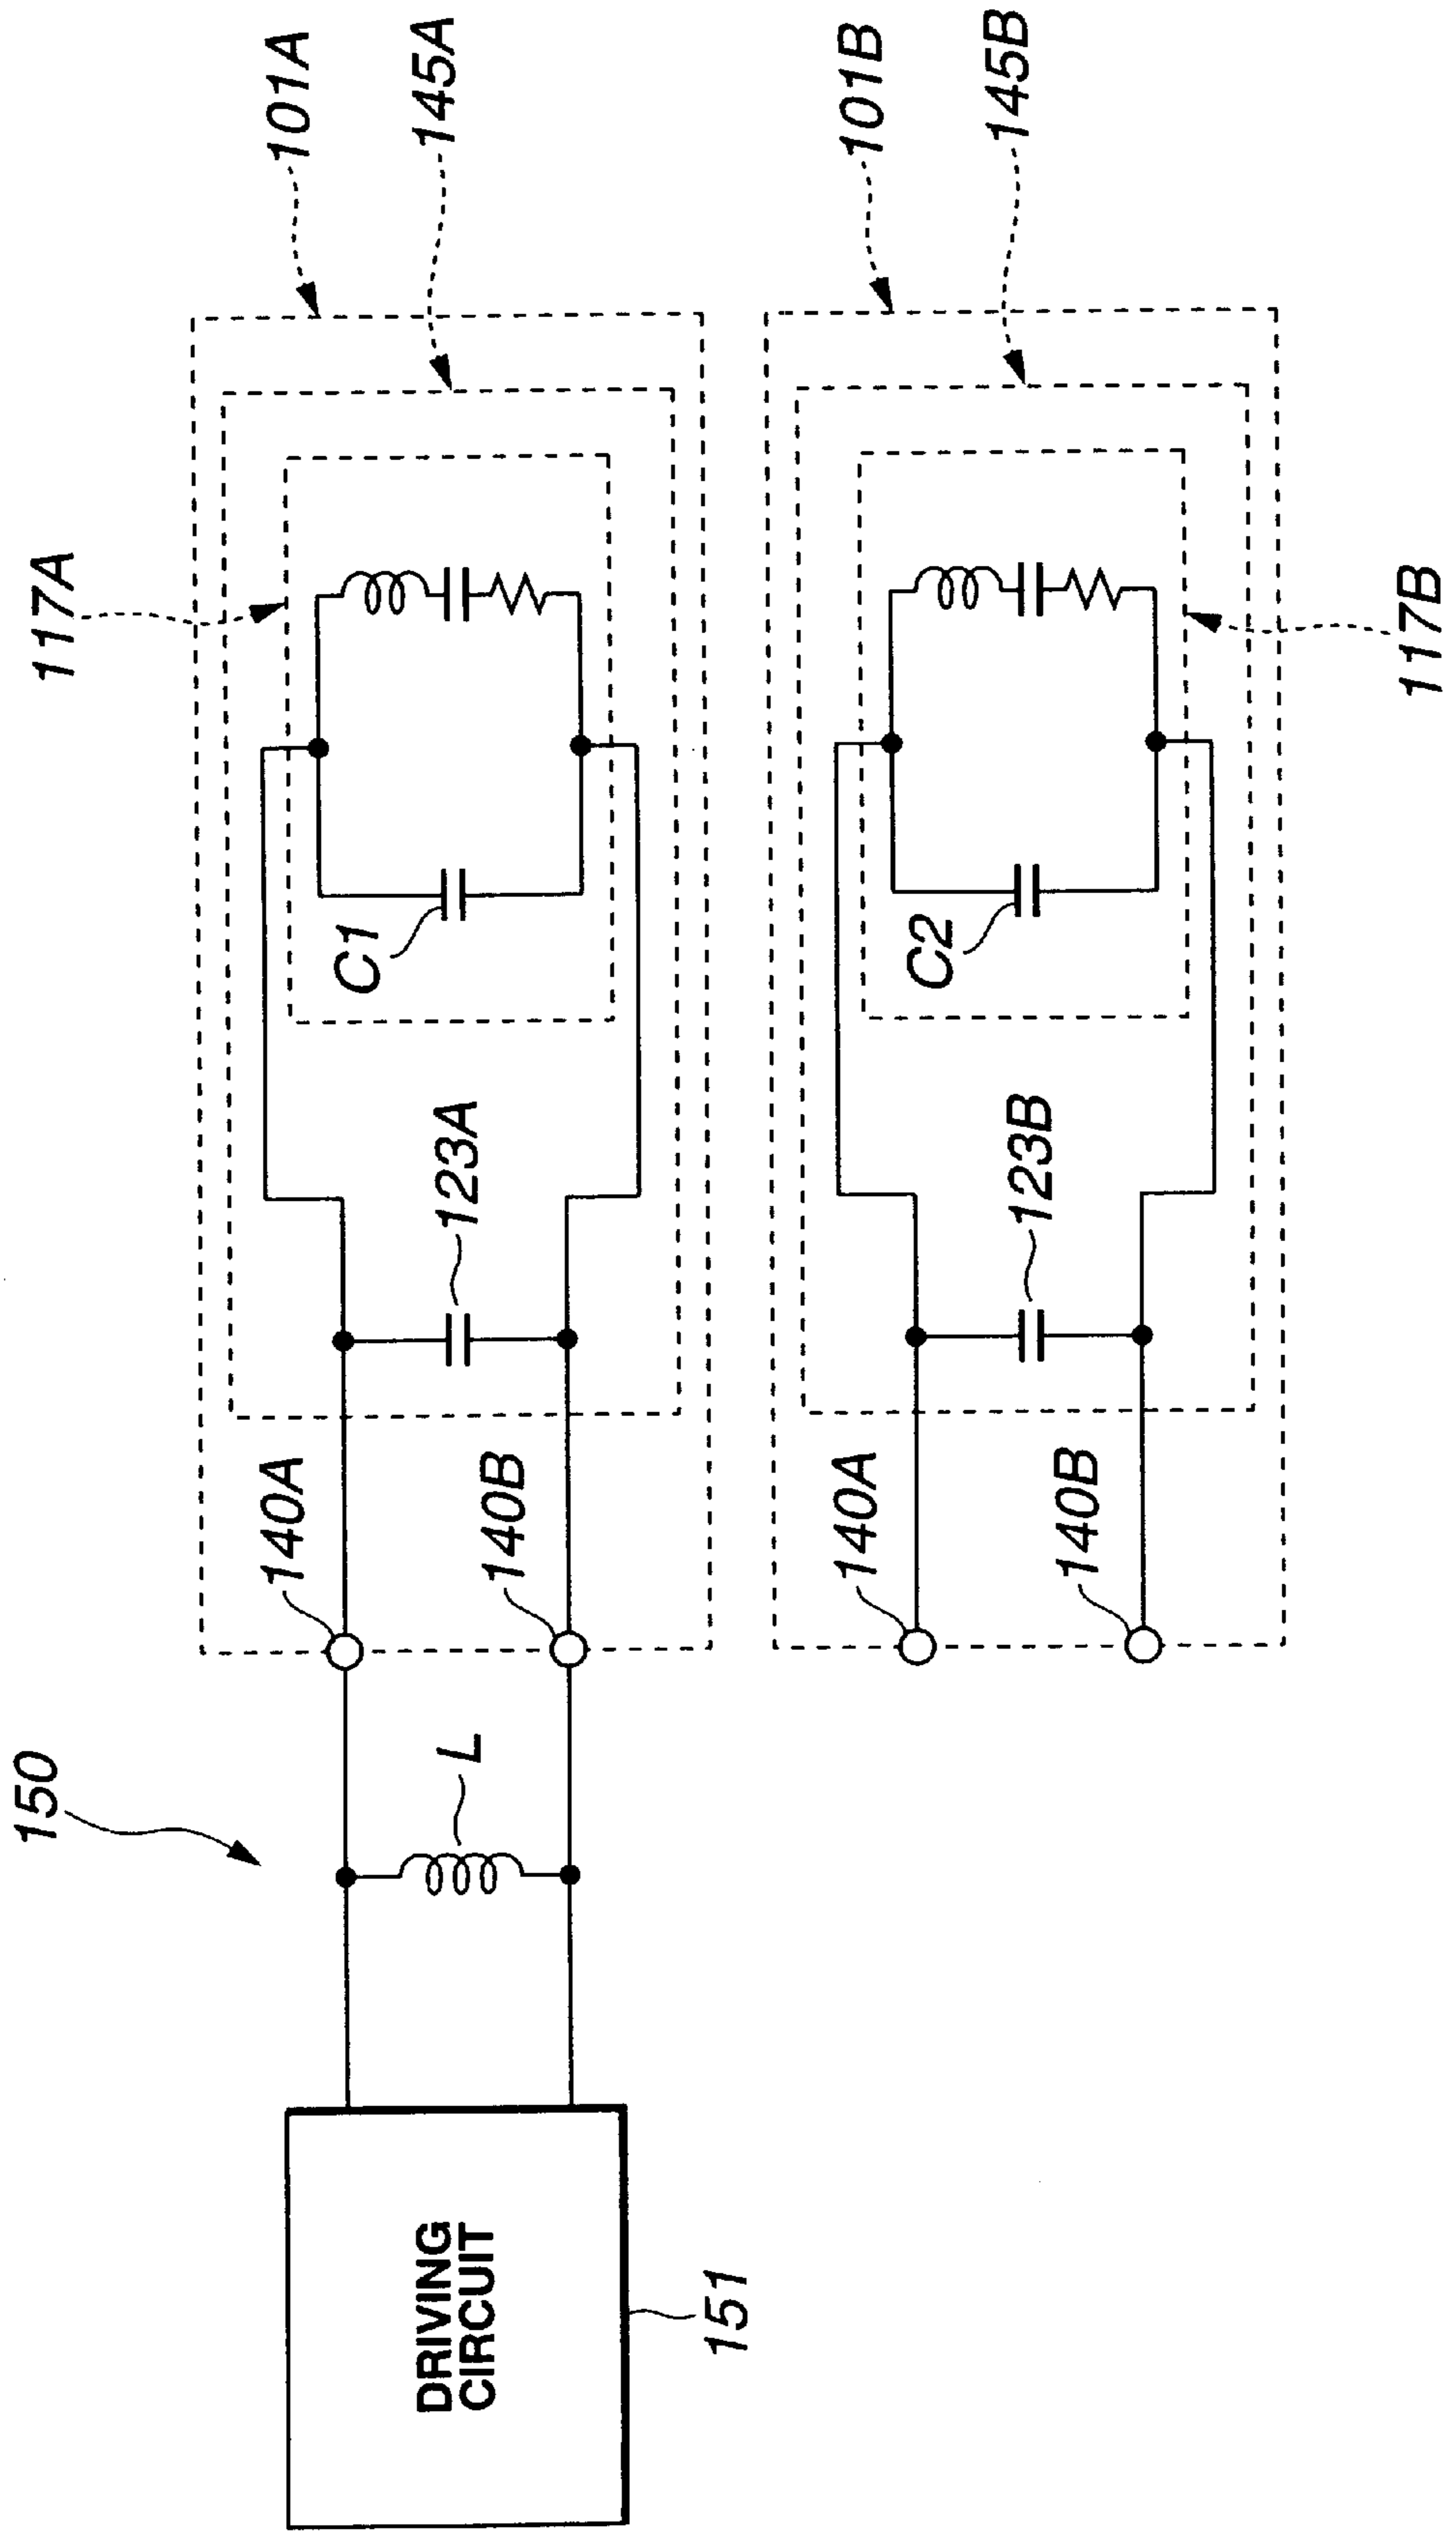 150
117A
101A
145A
140A
140B
L
123A
C1
DRIVING
CIRCUIT
151
101B
145B
140A
140B
123B
C2
117B